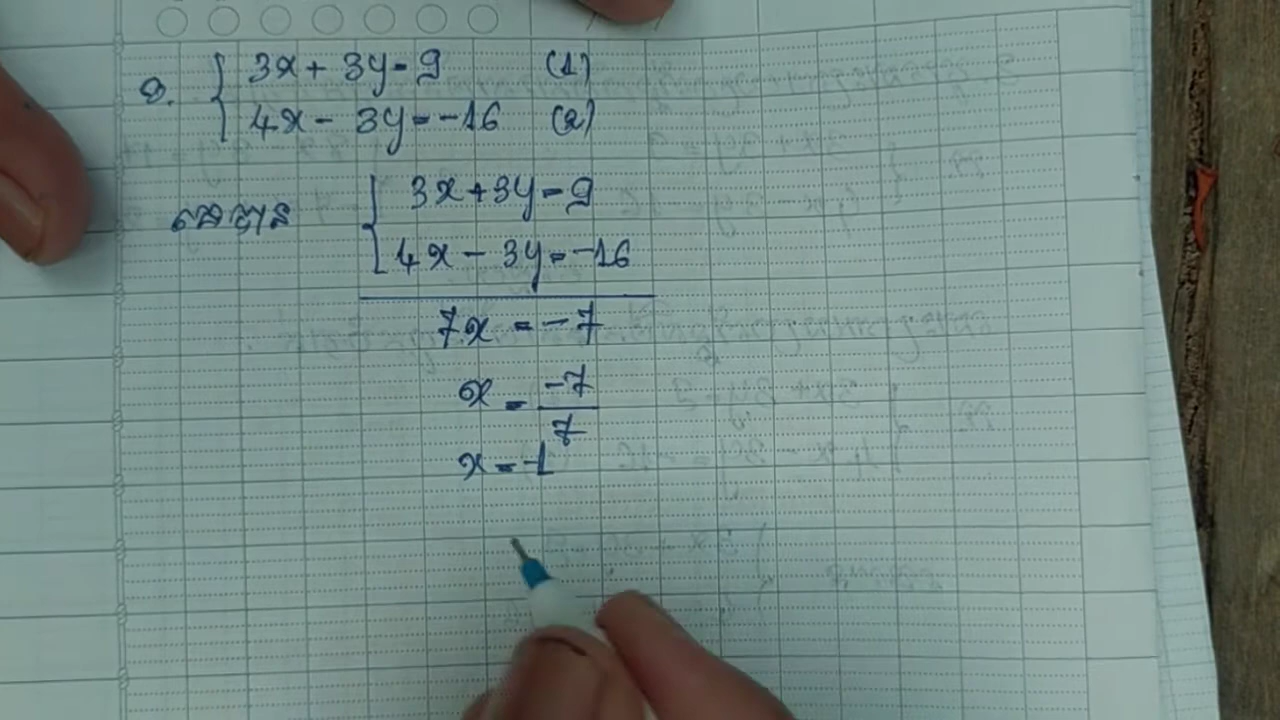 { 3x + 3y = 9 (1)
4x - 3y = -16 (2)
{ 3x + 3y = 9
4x - 3y = -16
7x = -7
x = -7/7
x = -1